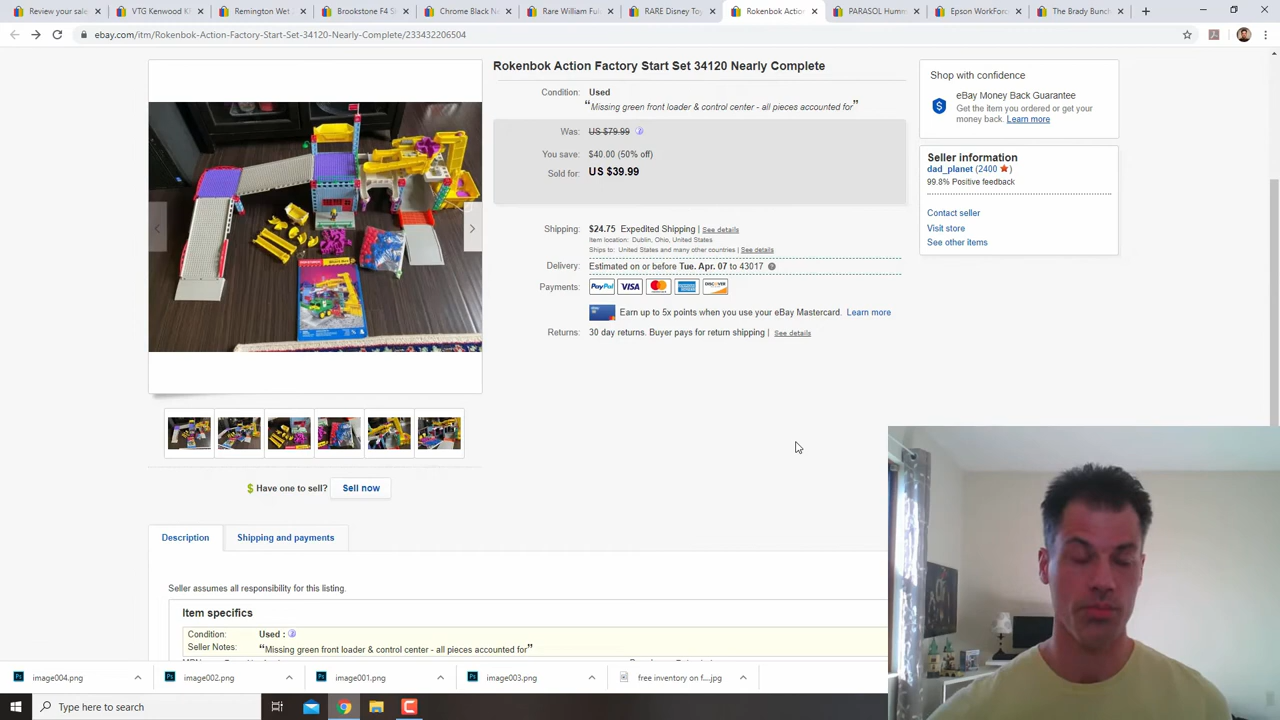 Review your sales
VTG Kenwood K
Remington Wet
Brookstone F4 S
Chrome Black Ne
Rare William Ful
RARE Disney Toy
Rokenbok Actio
PARASOL Humm
Epson WorkForc
The Brady Bunch
ebay.com/itm/Rokenbok-Action-Factory-Start-Set-34120-Nearly-Complete/233432206504
Rokenbok Action Factory Start Set 34120 Nearly Complete
Condition: Used
"Missing green front loader & control center - all pieces accounted for"
Was: US $79.99
You save: $40.00 (50% off)
Sold for: US $39.99
Shipping: $24.75 Expedited Shipping | See details
Item location: Dublin, Ohio, United States
Ships to: United States and many other countries | See details
Delivery: Estimated on or before Tue. Apr. 07 to 43017
Payments: PayPal VISA DISCOVER
Earn up to 5x points when you use your eBay Mastercard. Learn more
Returns: 30 day returns. Buyer pays for return shipping | See details
Shop with confidence
eBay Money Back Guarantee
Get the item you ordered or get your
money back. Learn more
Seller information
dad_planet (2400 )
99.8% Positive feedback
Contact seller
Visit store
See other items
$ Have one to sell? Sell now
Description
Shipping and payments
Seller assumes all responsibility for this listing.
Item specifics
Condition: Used :
Seller Notes: "Missing green front loader & control center - all pieces accounted for"
image004.png
image002.png
image001.png
image003.png
free inventory on f....jpg
Type here to search